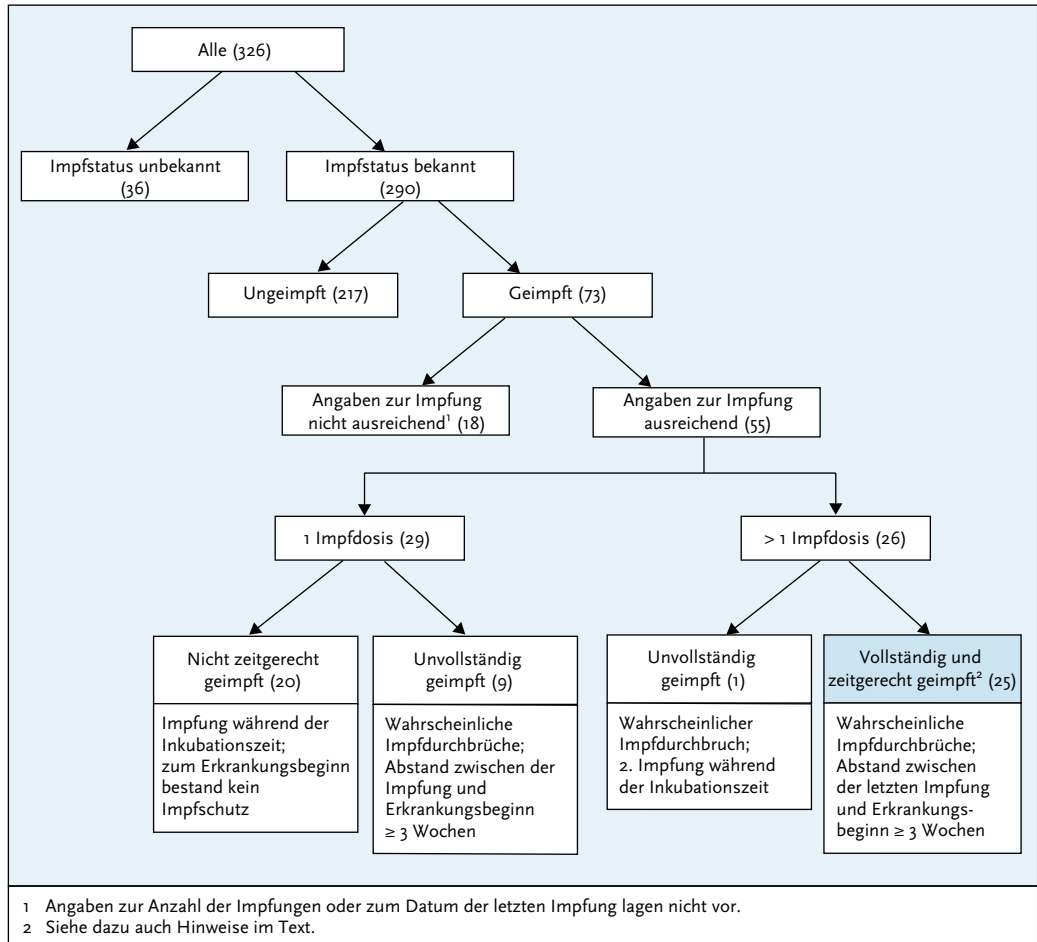 Alle (326)
Impfstatus unbekannt
(36)
Impfstatus bekannt
(290)
Ungeimpft (217)
Geimpft (73)
Angaben zur Impfung
nicht ausreichend¹ (18)
Angaben zur Impfung
ausreichend (55)
1 Impfdosis (29)
> 1 Impfdosis (26)
Nicht zeitgerecht
geimpft (20)
Impfung während der
Inkubationszeit;
zum Erkrankungsbeginn
bestand kein
Impfschutz
Unvollständig
geimpft (9)
Wahrscheinliche
Impfdurchbrüche;
Abstand zwischen der
Impfung und
Erkrankungsbeginn
≥ 3 Wochen
Unvollständig
geimpft (1)
Wahrscheinlicher
Impfdurchbruch;
2. Impfung während
der Inkubationszeit
Vollständig und
zeitgerecht geimpft² (25)
Wahrscheinliche
Impfdurchbrüche;
Abstand zwischen
der letzten Impfung
und Erkrankungs-
beginn ≥ 3 Wochen
1 Angaben zur Anzahl der Impfungen oder zum Datum der letzten Impfung lagen nicht vor.
2 Siehe dazu auch Hinweise im Text.